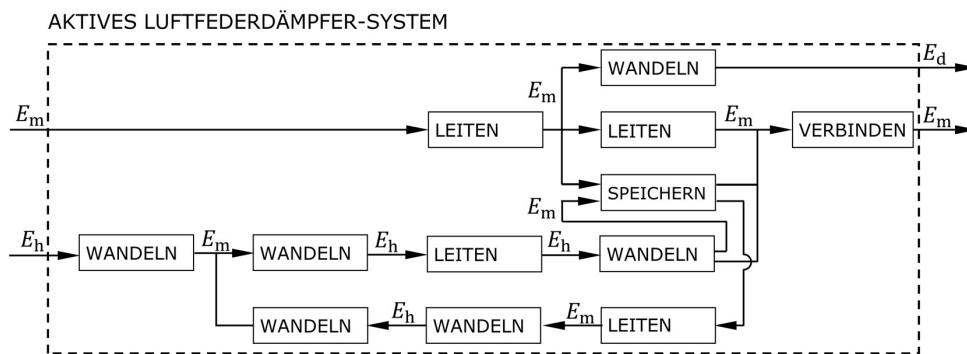 AKTIVES LUFTFEDERDÄMPFER-SYSTEM
WANDELN
E_d
E_m
E_m
LEITEN
LEITEN
E_m
VERBINDEN
E_m
SPEICHERN
E_m
E_h
WANDELN
E_m
WANDELN
E_h
LEITEN
E_h
WANDELN
WANDELN
E_h
WANDELN
E_m
LEITEN